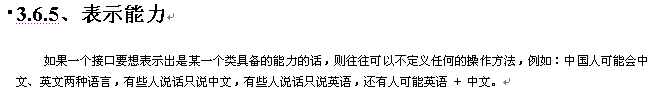 3.6.5、表示能力
如果一个接口要想表示出是某一个类具备的能力的话，则往往可以不定义任何的操作方法，例如：中国人可能会中
文、英文两种语言，有些人说话只说中文，有些人说话只说英语，还有人可能英语 + 中文。